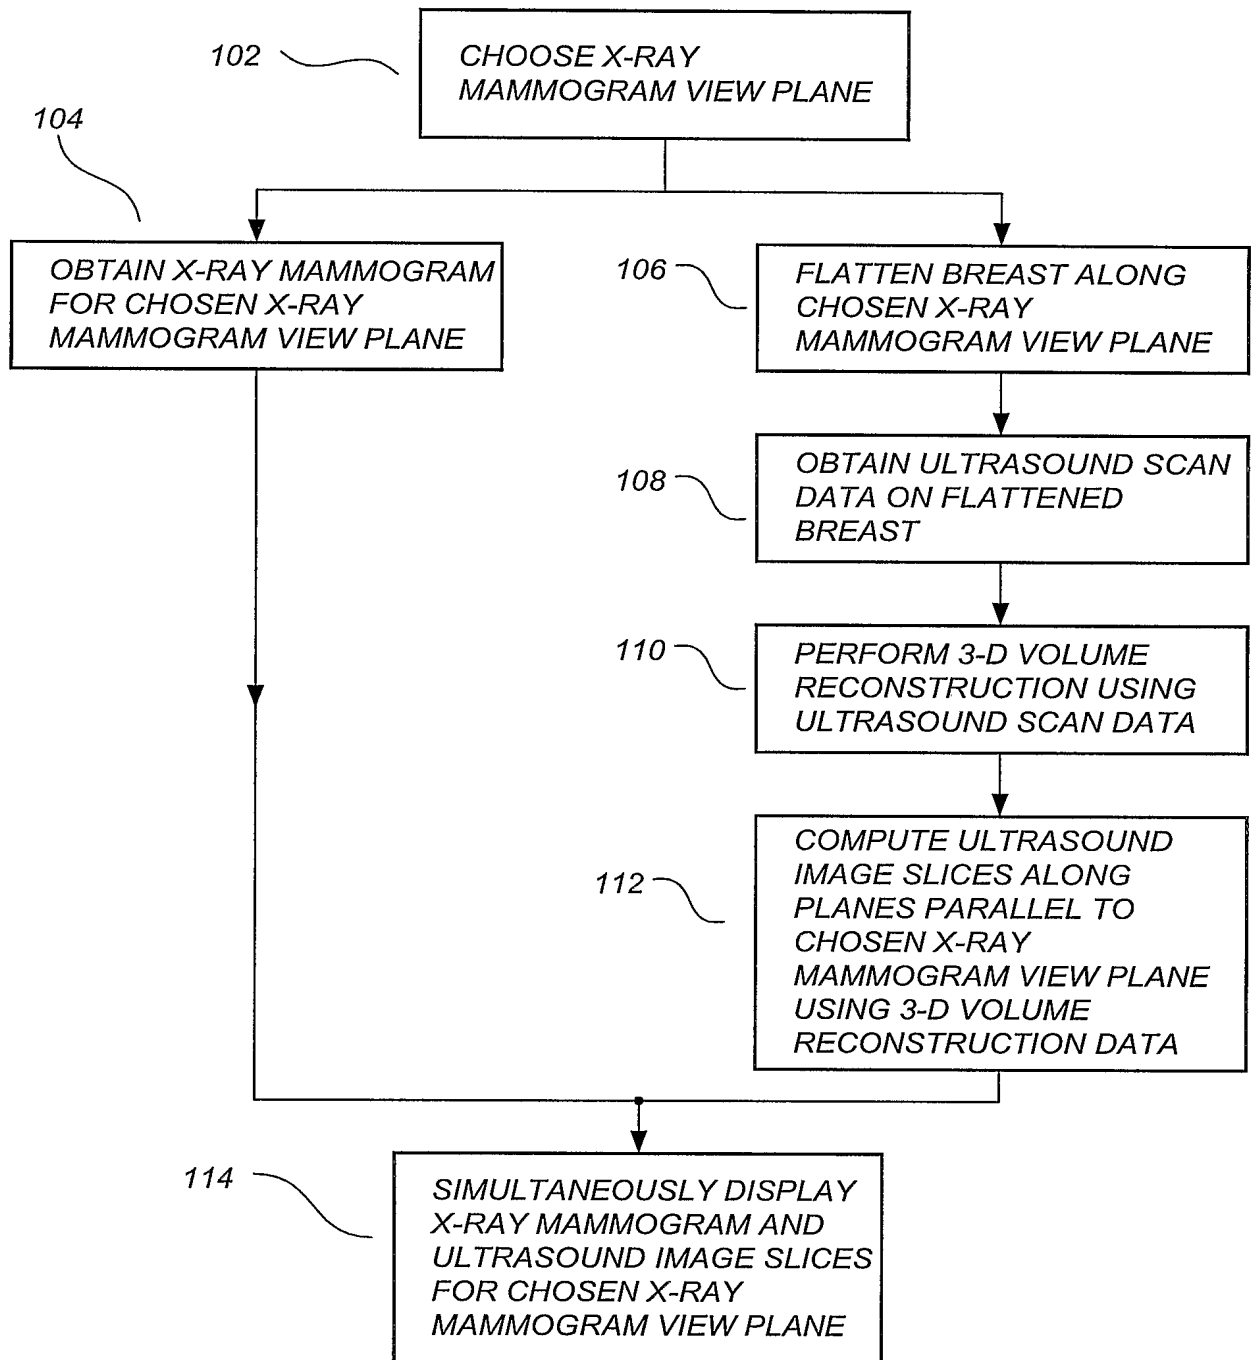 102
CHOOSE X-RAY
MAMMOGRAM VIEW PLANE
104
OBTAIN X-RAY MAMMOGRAM
FOR CHOSEN X-RAY
MAMMOGRAM VIEW PLANE
106
FLATTEN BREAST ALONG
CHOSEN X-RAY
MAMMOGRAM VIEW PLANE
108
OBTAIN ULTRASOUND SCAN
DATA ON FLATTENED
BREAST
110
PERFORM 3-D VOLUME
RECONSTRUCTION USING
ULTRASOUND SCAN DATA
112
COMPUTE ULTRASOUND
IMAGE SLICES ALONG
PLANES PARALLEL TO
CHOSEN X-RAY
MAMMOGRAM VIEW PLANE
USING 3-D VOLUME
RECONSTRUCTION DATA
114
SIMULTANEOUSLY DISPLAY
X-RAY MAMMOGRAM AND
ULTRASOUND IMAGE SLICES
FOR CHOSEN X-RAY
MAMMOGRAM VIEW PLANE